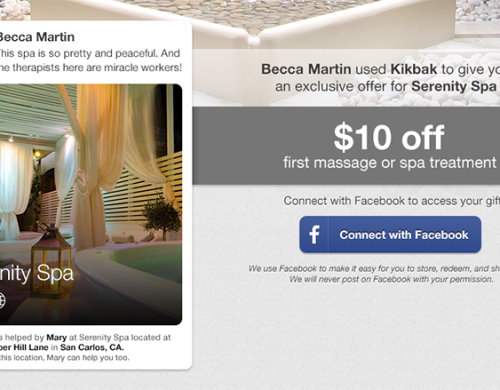 Becca Martin
This spa is so pretty and peaceful. And
he therapists here are miracle workers!
nity Spa
s helped by Mary at Serenity Spa located at
per Hill Lane in San Carlos, CA.
this location, Mary can help you too.
Becca Martin used Kikbak to give yo
an exclusive offer for Serenity Spa
$10 off
first massage or spa treatment
Connect with Facebook to access your gift
f Connect with Facebook
We use Facebook to make it easy for you to store, redeem, and sh
We will never post on Facebook with your permission.